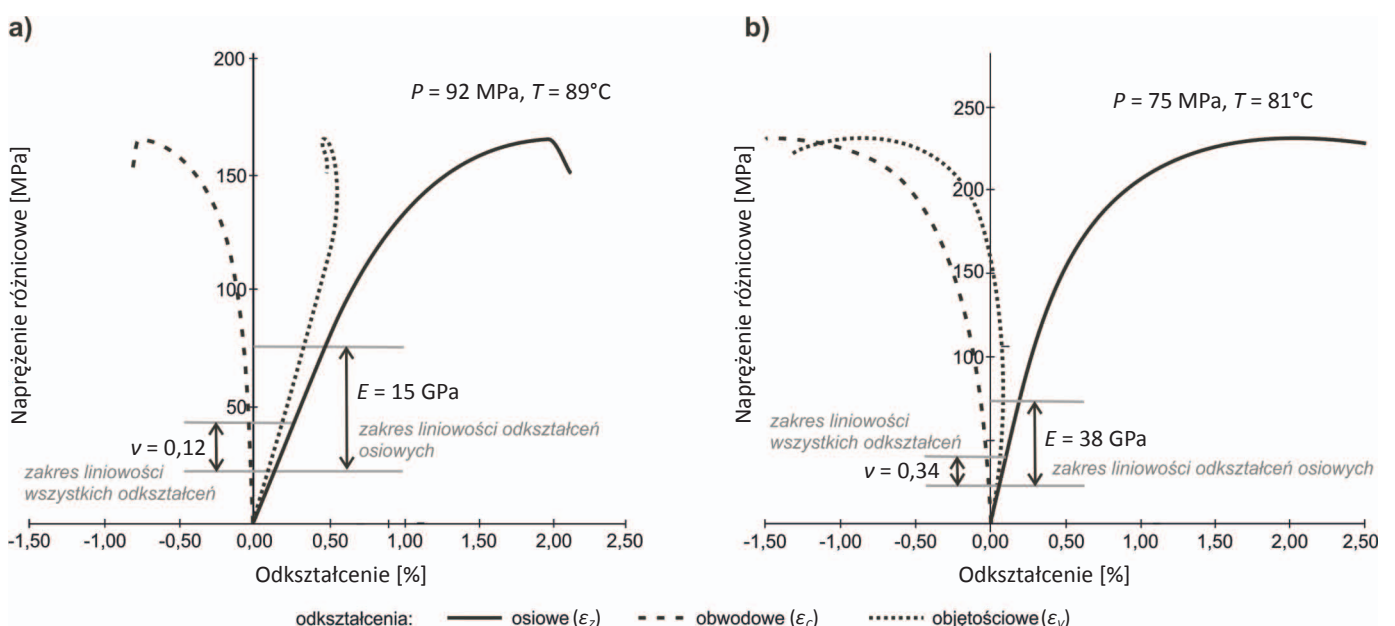 a)
200
P = 92 MPa, T = 89°C
150
100
50
Naprężenie różnicowe [MPa]
E = 15 GPa
zakres liniowości odkształceń
osiowych
ν = 0,12
zakres liniowości
wszystkich odkształceń
-1,50 -1,00 -0,50 0,00 0,50 1,00 1,50 2,00 2,50
Odkształcenie [%]
b)
250
P = 75 MPa, T = 81°C
200
150
100
50
Naprężenie różnicowe [MPa]
zakres liniowości
wszystkich odkształceń
E = 38 GPa
ν = 0,34
zakres liniowości odkształceń osiowych
-1,50 -1,00 -0,50 0,00 0,50 1,00 1,50 2,00 2,50
Odkształcenie [%]
odkształcenia: osiowe (εz) obwodowe (εc) objętościowe (εv)